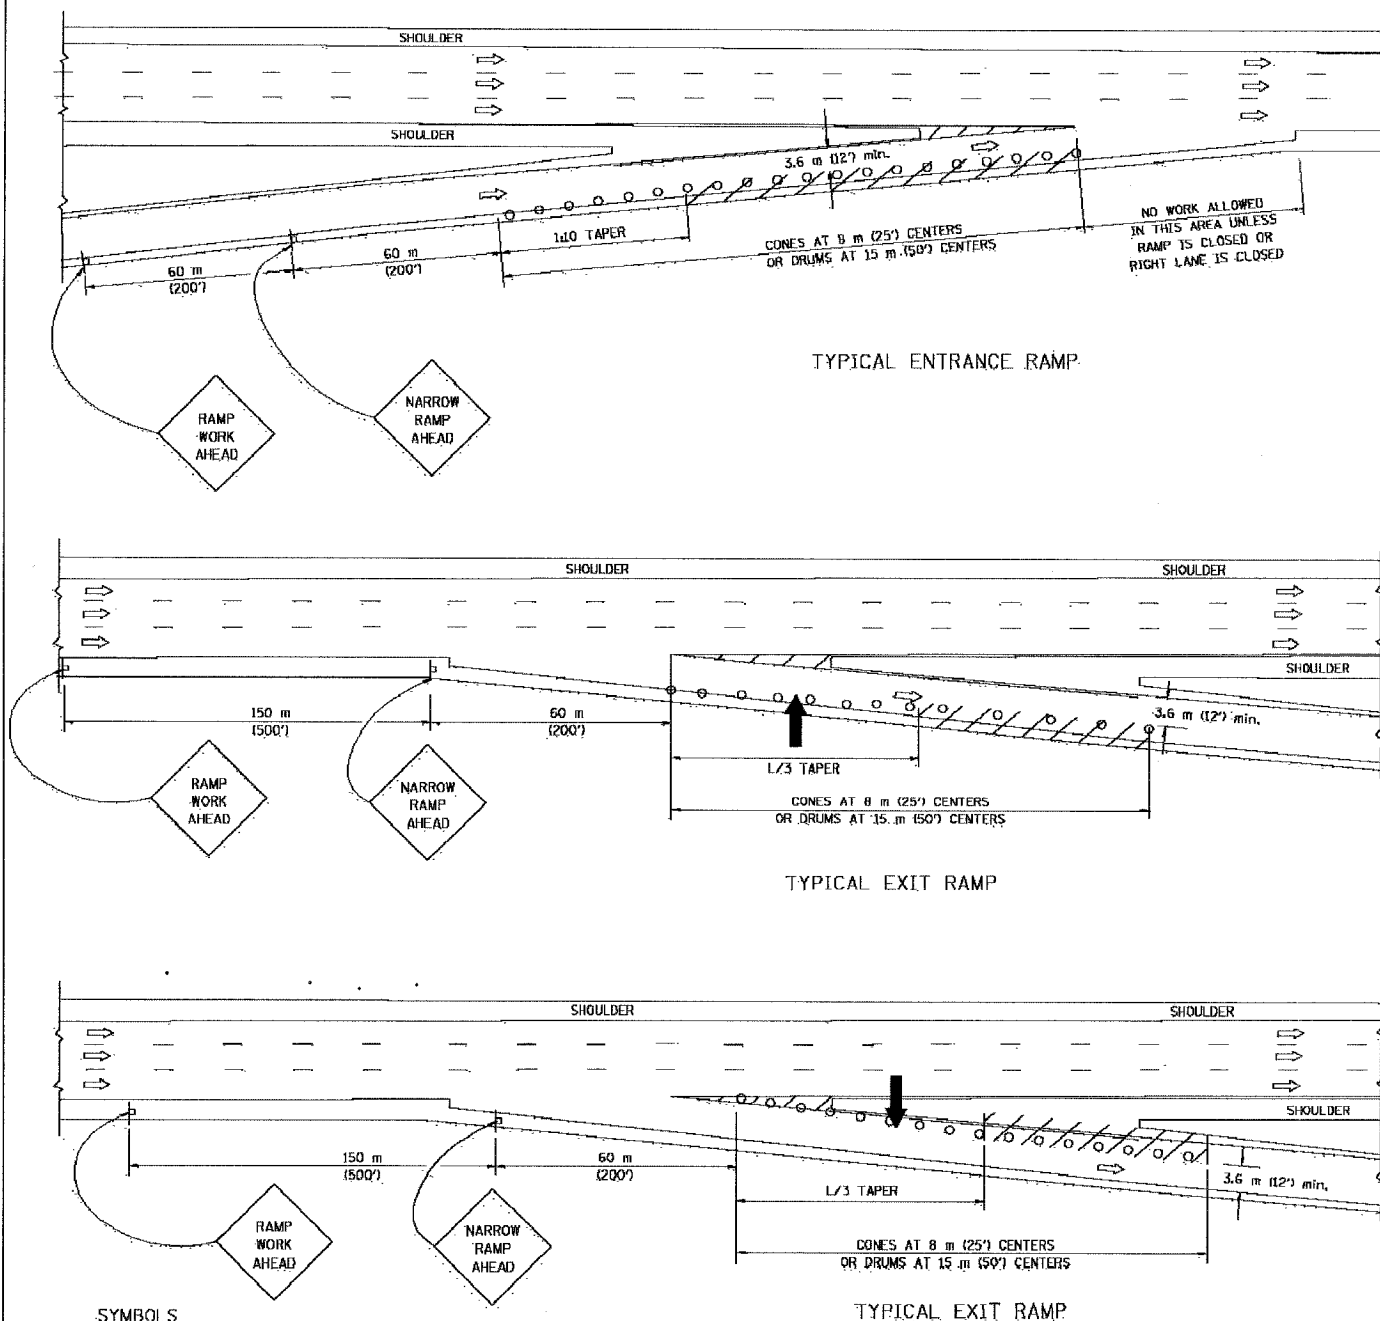 SHOULDER
SHOULDER
3.6 m (12') min.
1:10 TAPER
60 m
(200')
60 m
(200')
CONES AT 8 m (25') CENTERS
OR DRUMS AT 15 m (50') CENTERS
NO WORK ALLOWED
IN THIS AREA UNLESS
RAMP IS CLOSED OR
RIGHT LANE IS CLOSED
TYPICAL ENTRANCE RAMP
RAMP
WORK
AHEAD
NARROW
RAMP
AHEAD
SHOULDER
SHOULDER
SHOULDER
150 m
(500')
60 m
(200')
3.6 m (12') min.
L/3 TAPER
RAMP
WORK
AHEAD
NARROW
RAMP
AHEAD
CONES AT 8 m (25') CENTERS
OR DRUMS AT 15 m (50') CENTERS
TYPICAL EXIT RAMP
SHOULDER
SHOULDER
SHOULDER
150 m
(500')
60 m
(200')
3.6 m (12') min.
L/3 TAPER
RAMP
WORK
AHEAD
NARROW
RAMP
AHEAD
CONES AT 8 m (25') CENTERS
OR DRUMS AT 15 m (50') CENTERS
SYMBOLS
TYPICAL EXIT RAMP